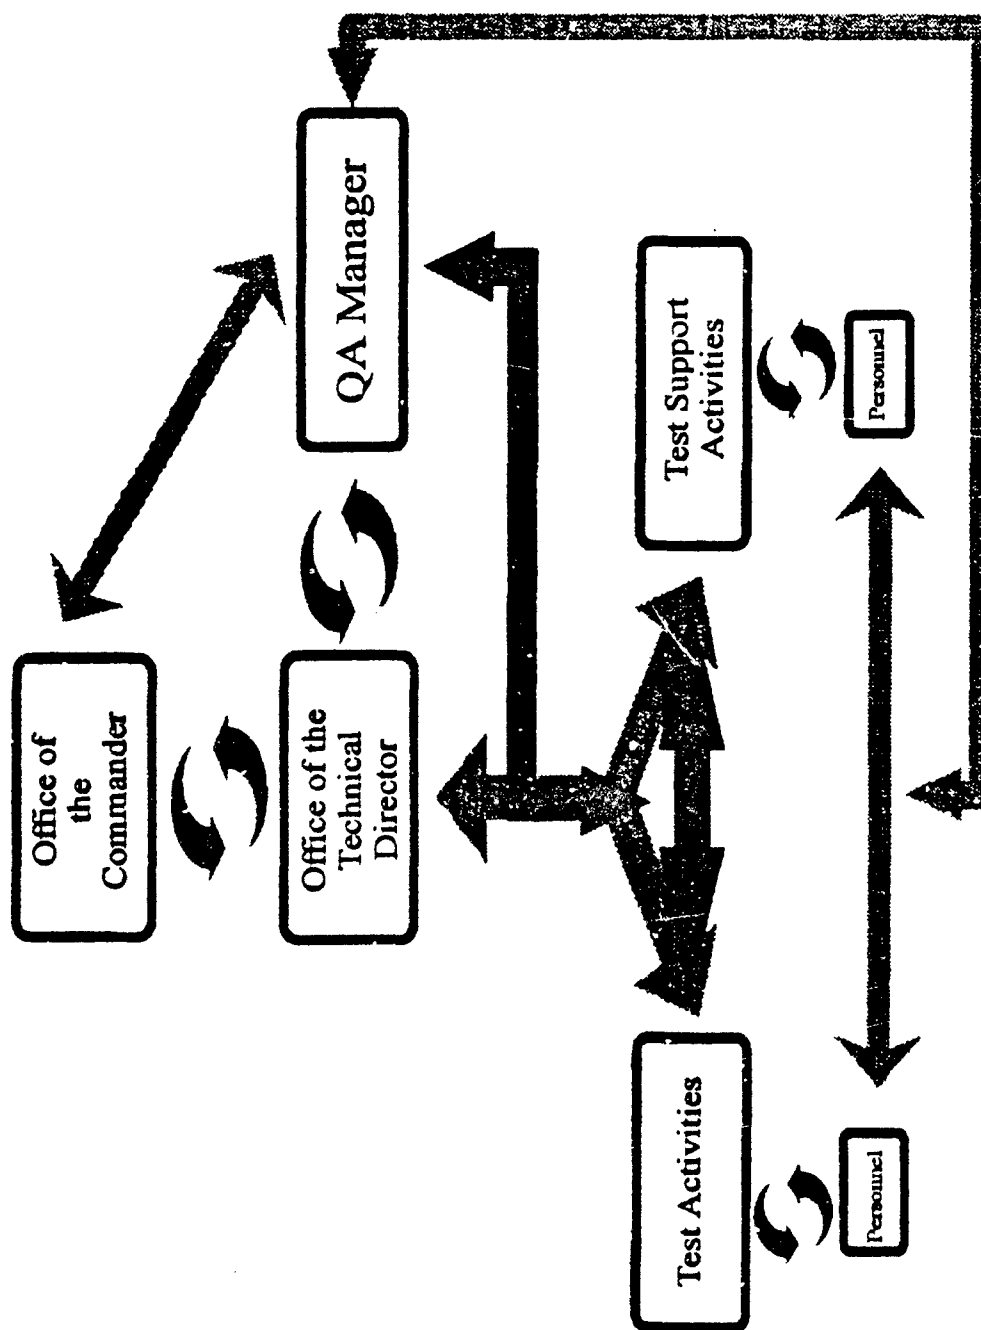 Office of
the
Commander
Office of the
Technical
Director
QA Manager
Test Activities
Test Support
Activities
Personnel
Personnel